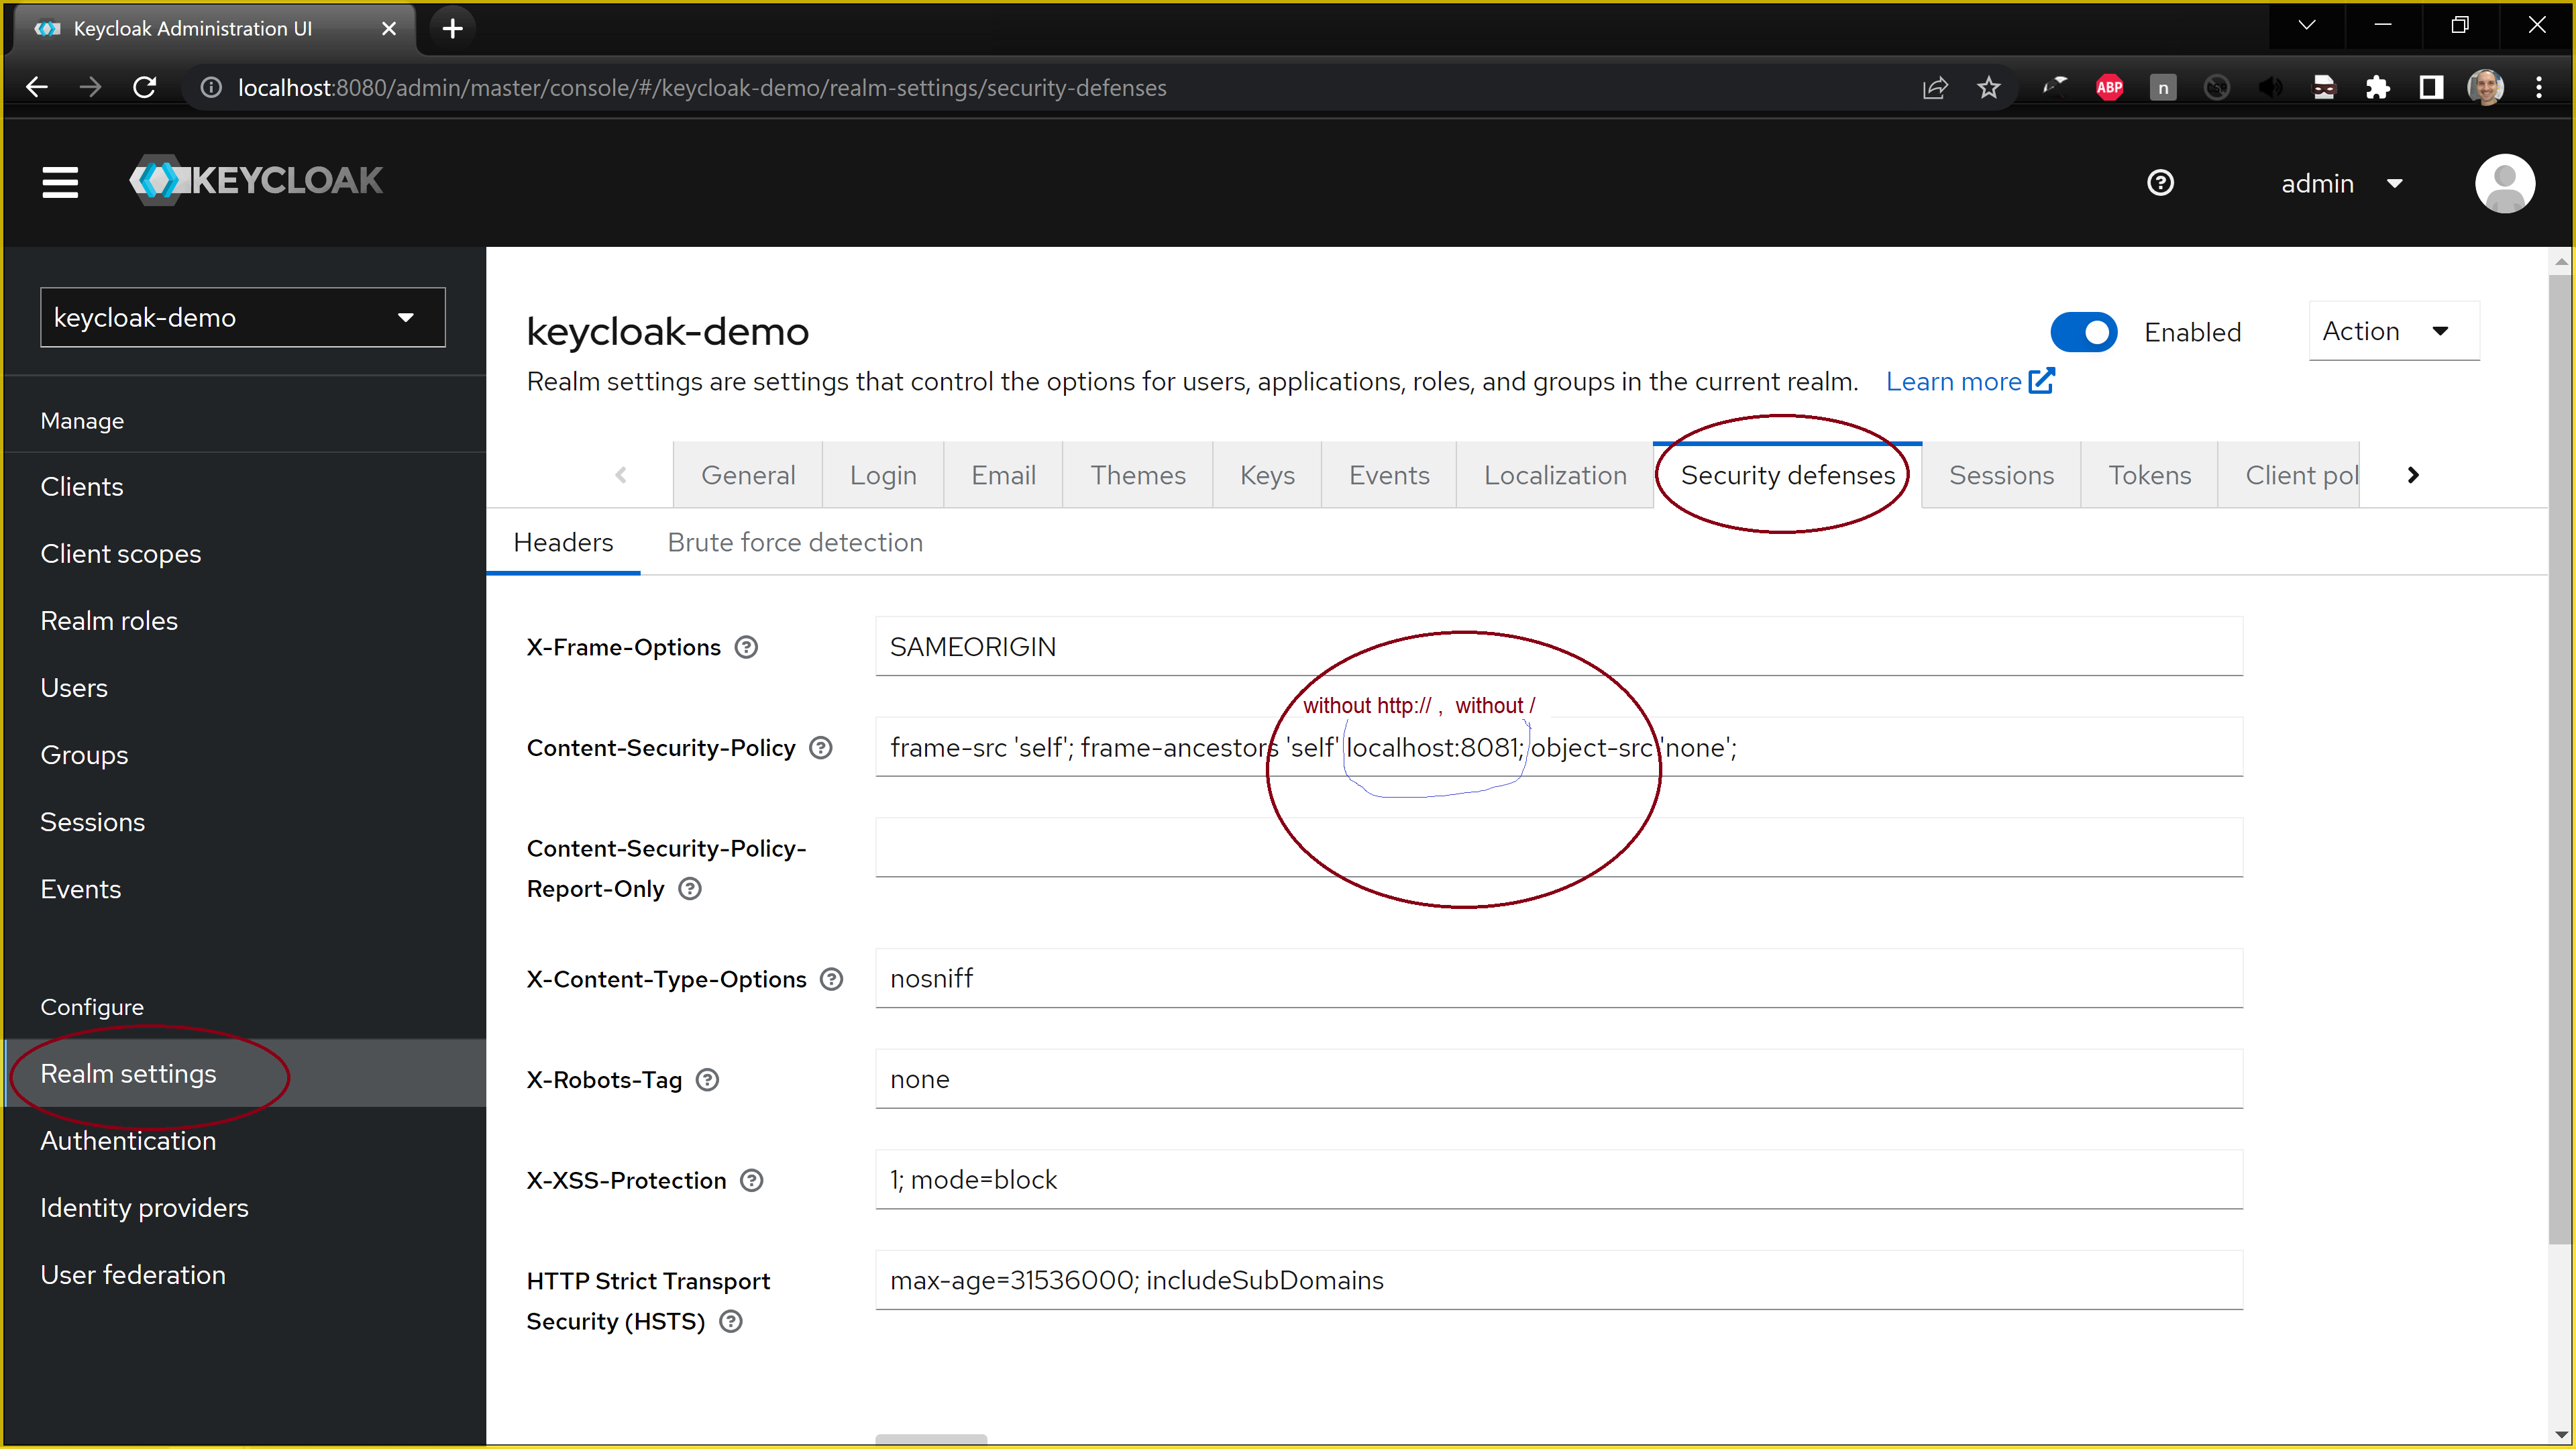 Keycloak Administration UI
localhost:8080/admin/master/console/#/keycloak-demo/realm-settings/security-defenses
ABP
n
KEYCLOAK
admin
keycloak-demo
Manage
Clients
Client scopes
Realm roles
Users
Groups
Sessions
Events
Configure
Realm settings
Authentication
Identity providers
User federation
keycloak-demo
Enabled
Action
Realm settings are settings that control the options for users, applications, roles, and groups in the current realm. Learn more
General Login Email Themes Keys Events Localization Security defenses Sessions Tokens Client pol
Headers Brute force detection
X-Frame-Options SAMEORIGIN
without http:// , without /
Content-Security-Policy frame-src 'self'; frame-ancestors 'self' localhost:8081; object-src 'none';
Content-Security-Policy-
Report-Only
X-Content-Type-Options nosniff
X-Robots-Tag none
X-XSS-Protection 1; mode=block
HTTP Strict Transport
Security (HSTS)
max-age=31536000; includeSubDomains